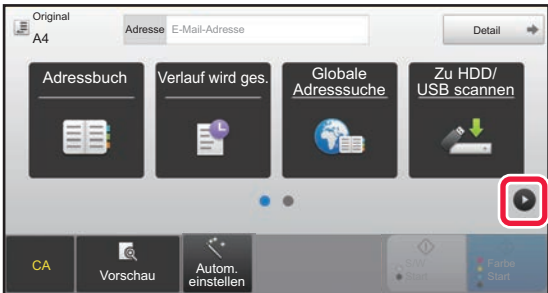 Original
A4
Adresse
E-Mail-Adresse
Detail
Adressbuch
Verlauf wird ges.
Globale
Adresssuche
Zu HDD/
USB scannen
CA
Vorschau
Autom.
einstellen
S/W
Start
Farbe
Start